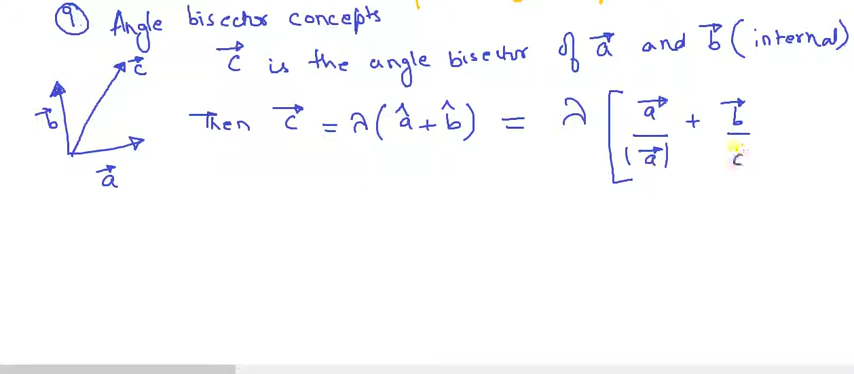 ⑨ Angle bisector concepts
c⃗ is the angle bisector of a⃗ and b⃗ (internal)
c⃗
b⃗
a⃗
Then c⃗ = λ(â + b̂) = λ [ a⃗/|a⃗| + b⃗/